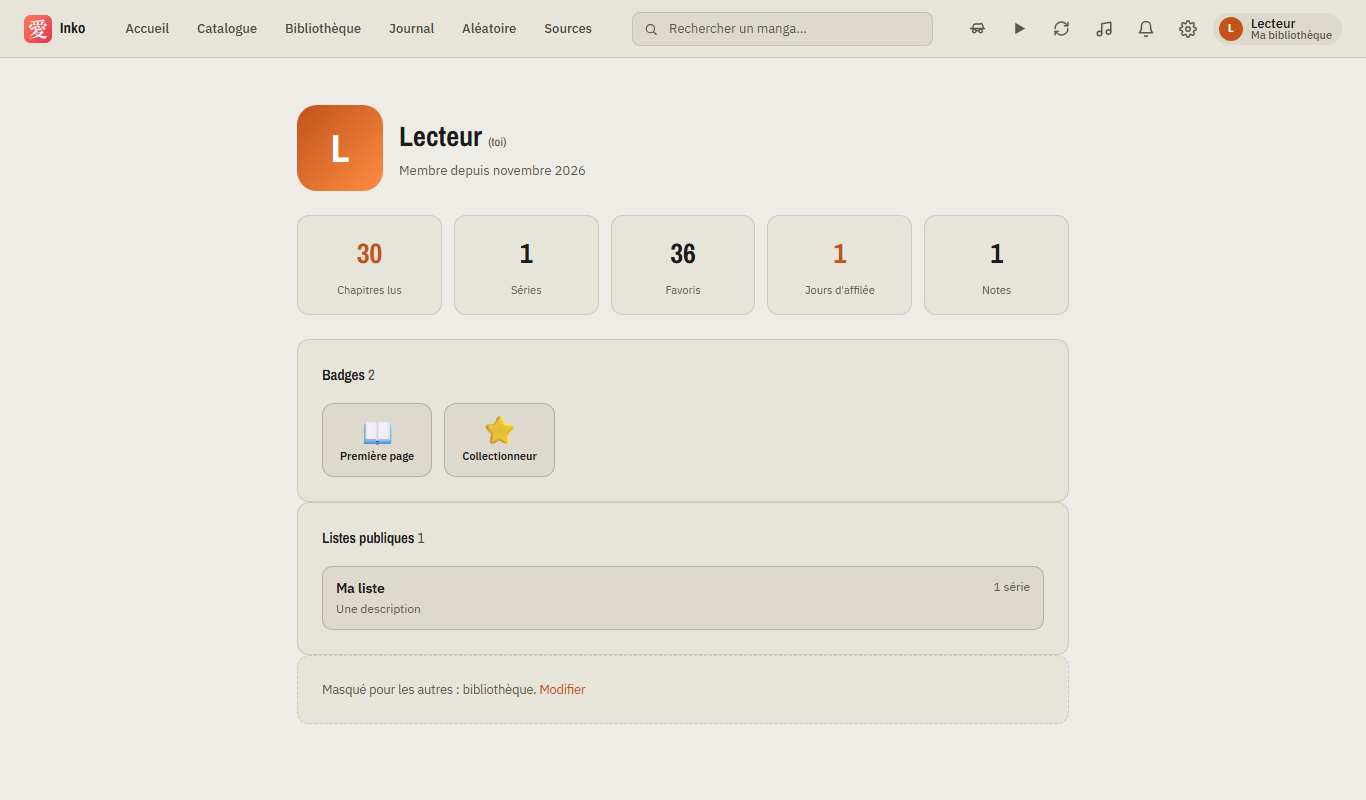 愛 Inko
Accueil
Catalogue
Bibliothèque
Journal
Aléatoire
Sources
Rechercher un manga...
L
Lecteur
Ma bibliothèque
L
Lecteur (toi)
Membre depuis novembre 2026
30
Chapitres lus
1
Séries
36
Favoris
1
Jours d'affilée
1
Notes
Badges 2
Première page
Collectionneur
Listes publiques 1
Ma liste
1 série
Une description
Masqué pour les autres : bibliothèque. Modifier